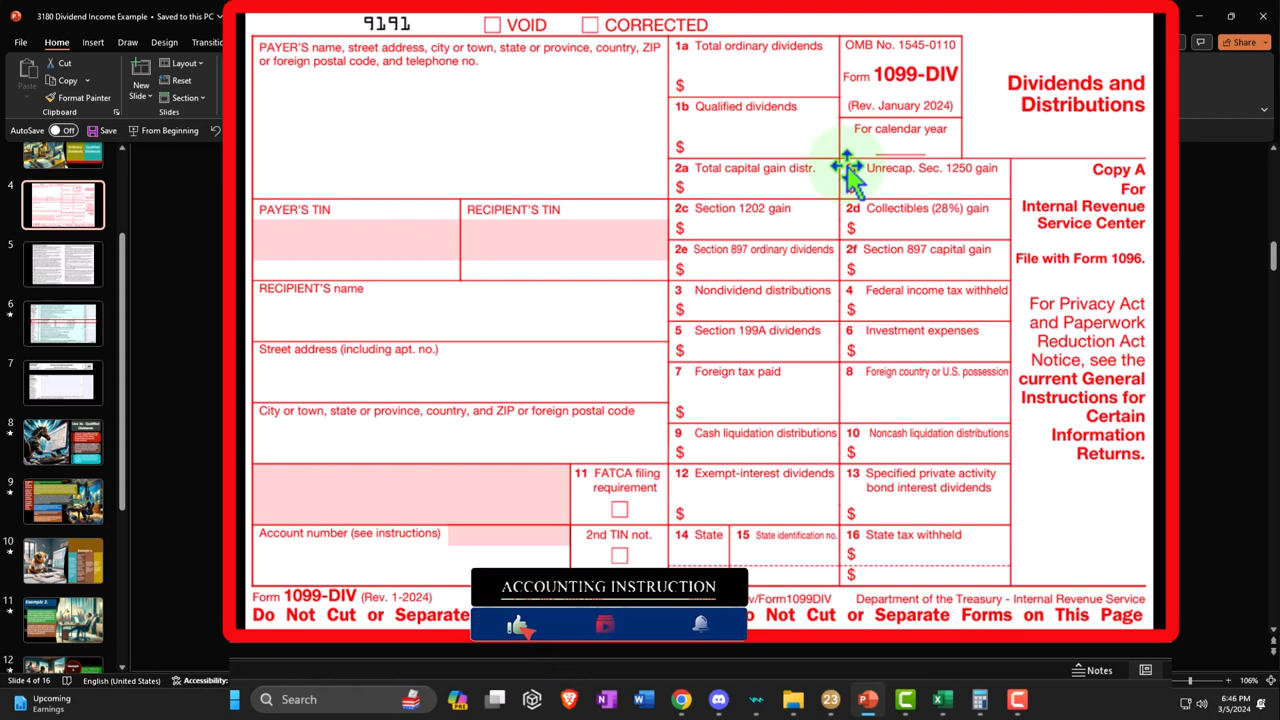 3180 Dividend Income Example • Saved to this PC
File
Home
Insert
Draw
Design
Share
Cut
Copy
Format Painter
Clipboard
New
Slide
Layout
Reset
Section
Slides
AutoSave
Off
Save
From Beginning
4
5
6
7
8
9
10
11
12
9191
VOID
CORRECTED
PAYER'S name, street address, city or town, state or province, country, ZIP
or foreign postal code, and telephone no.
1a Total ordinary dividends
$
1b Qualified dividends
$
OMB No. 1545-0110
Form 1099-DIV
(Rev. January 2024)
For calendar year
Dividends and
Distributions
2a Total capital gain distr.
$
Unrecap. Sec. 1250 gain
Copy A
For
Internal Revenue
Service Center
File with Form 1096.
For Privacy Act
and Paperwork
Reduction Act
Notice, see the
current General
Instructions for
Certain
Information
Returns.
PAYER'S TIN
RECIPIENT'S TIN
2c Section 1202 gain
$
2d Collectibles (28%) gain
$
2e Section 897 ordinary dividends
$
2f Section 897 capital gain
$
RECIPIENT'S name
3 Nondividend distributions
$
4 Federal income tax withheld
$
5 Section 199A dividends
$
6 Investment expenses
$
Street address (including apt. no.)
7 Foreign tax paid
$
8 Foreign country or U.S. possession
City or town, state or province, country, and ZIP or foreign postal code
9 Cash liquidation distributions
$
10 Noncash liquidation distributions
$
11 FATCA filing
requirement
12 Exempt-interest dividends
$
13 Specified private activity
bond interest dividends
$
Account number (see instructions)
2nd TIN not.
14 State
15 State identification no.
16 State tax withheld
$
$
Form 1099-DIV (Rev. 1-2024)
v/Form1099DIV
Department of the Treasury - Internal Revenue Service
Do Not Cut or Separate
o Not Cut or Separate Forms on This Page
ACCOUNTING INSTRUCTION
Notes
Slide 4 of 16
English (United States)
106%
Upcoming
Earnings
Search
23
6:46 PM
3/5/2024